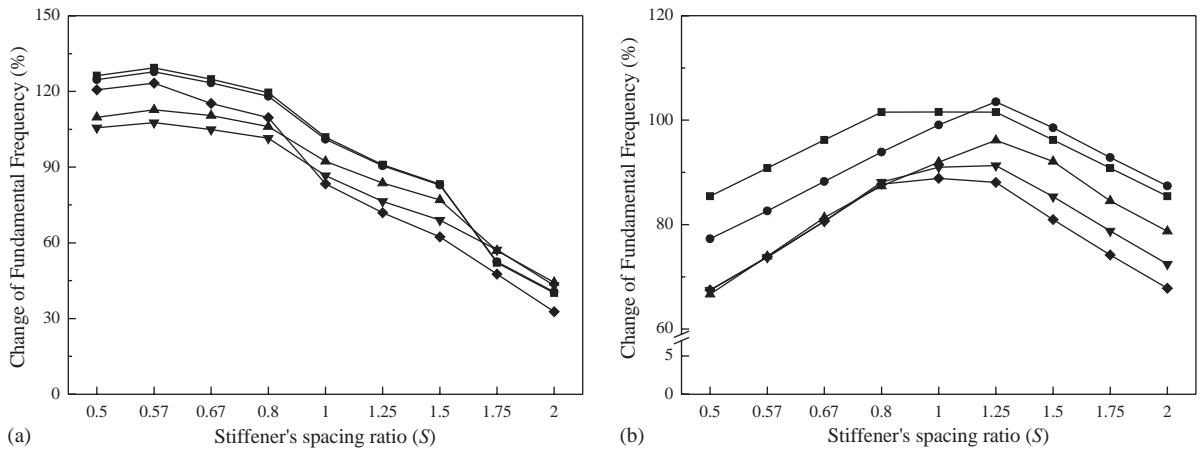 150
120
90
60
30
0
Change of Fundamental Frequency (%)
0.5 0.57 0.67 0.8 1 1.25 1.5 1.75 2
(a) Stiffener's spacing ratio (S)
120
100
80
60
5
0
Change of Fundamental Frequency (%)
0.5 0.57 0.67 0.8 1 1.25 1.5 1.75 2
(b) Stiffener's spacing ratio (S)